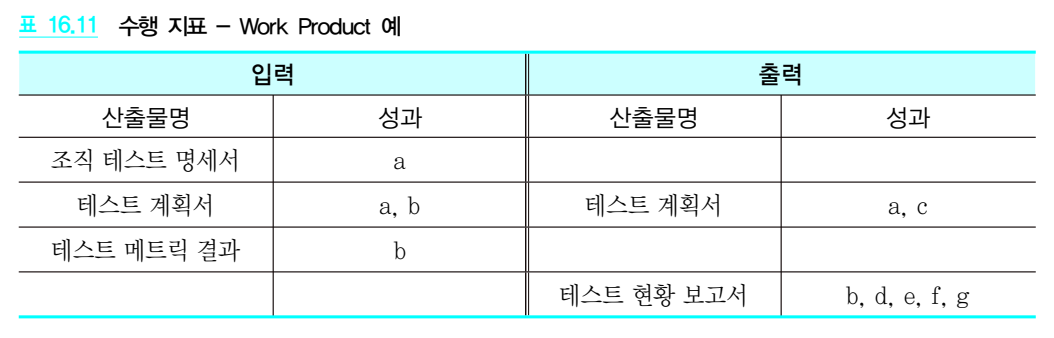 표 16.11 수행 지표 – Work Product 예
입력 출력
산출물명 성과 산출물명 성과
조직 테스트 명세서 a
테스트 계획서 a, b 테스트 계획서 a, c
테스트 메트릭 결과 b
테스트 현황 보고서 b, d, e, f, g